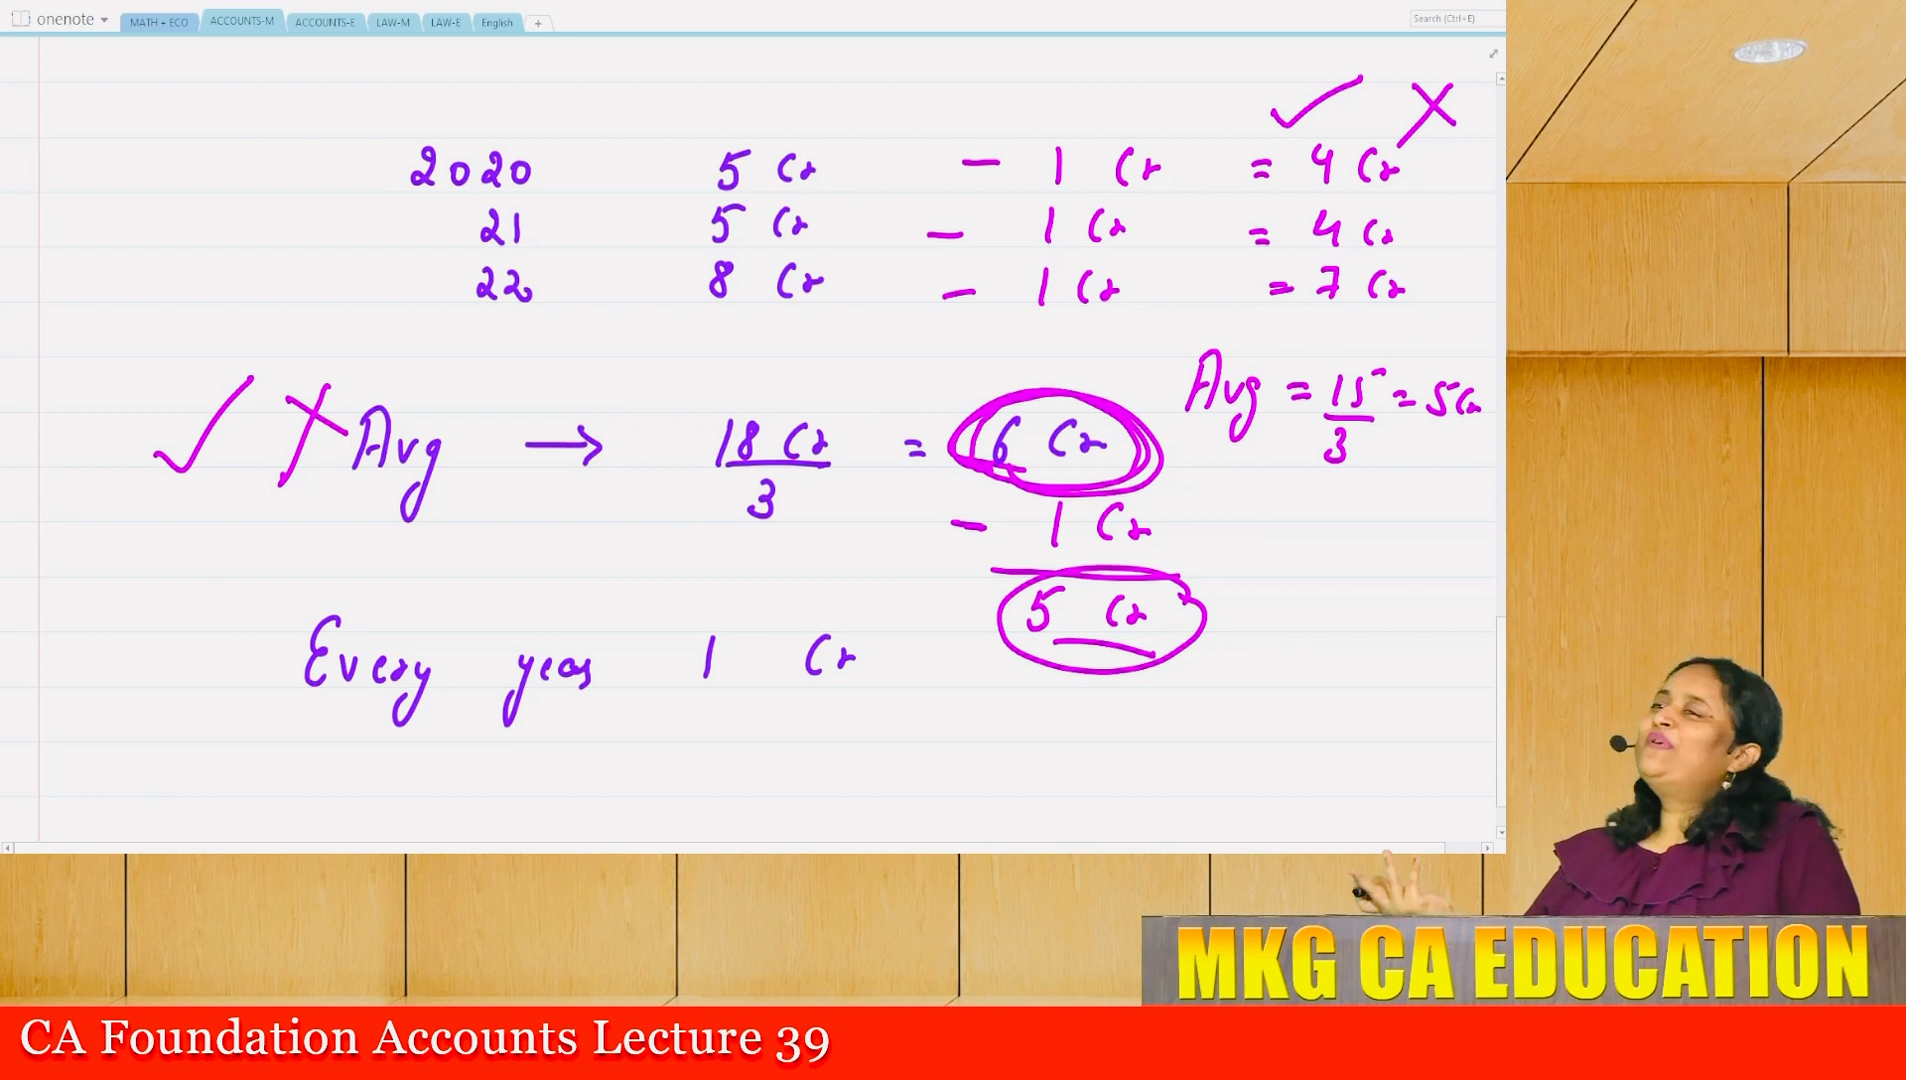 onenote
MATH + ECO
ACCOUNTS-M
ACCOUNTS-E
LAW-M
LAW-E
English
+
Search (Ctrl+E)
2020 5 Cr - 1 Cr = 4 Cr
21 5 Cr - 1 Cr = 4 Cr
22 8 Cr - 1 Cr = 7 Cr
Avg = 15/3 = 5 Cr
Avg → 18 Cr/3 = 6 Cr
- 1 Cr
5 Cr
Every year 1 Cr
MKG CA EDUCATION
CA Foundation Accounts Lecture 39